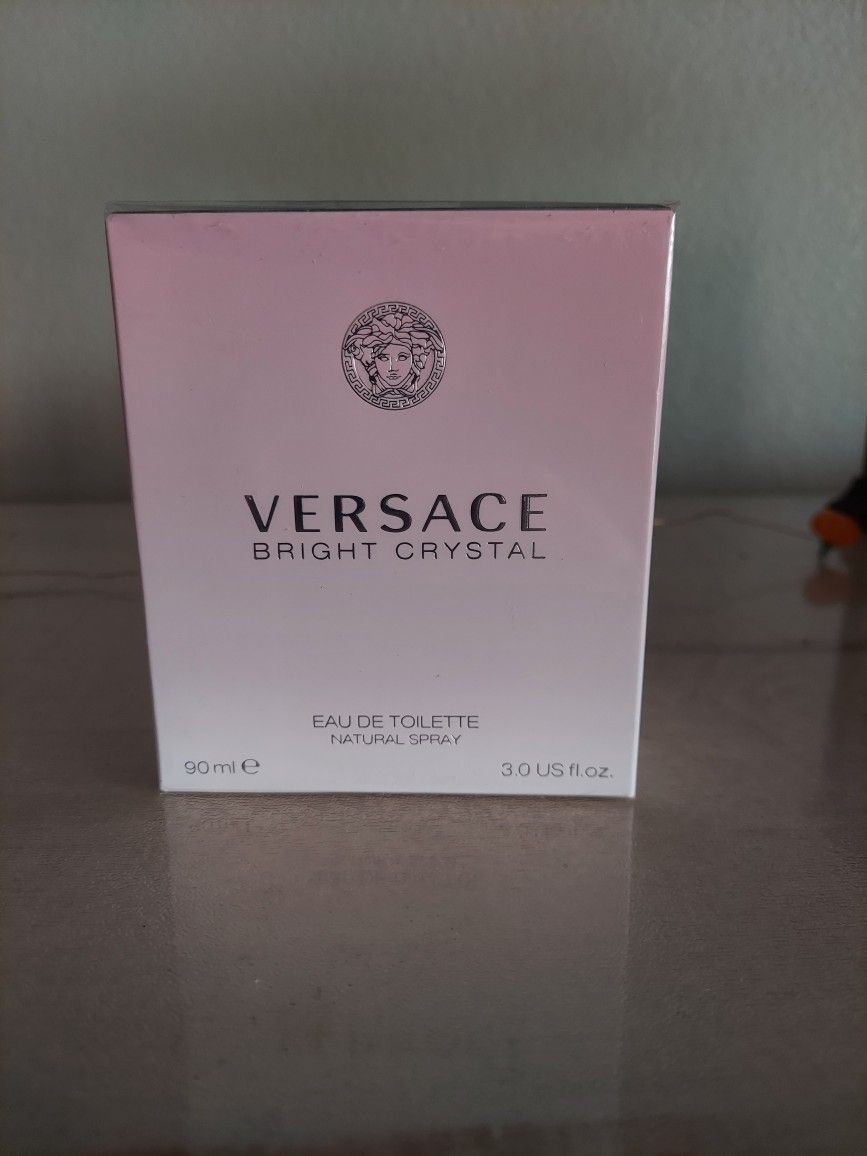 VERSACE
BRIGHT CRYSTAL
EAU DE TOILETTE
NATURAL SPRAY
90 ml ℮ 3.0 US fl.oz.